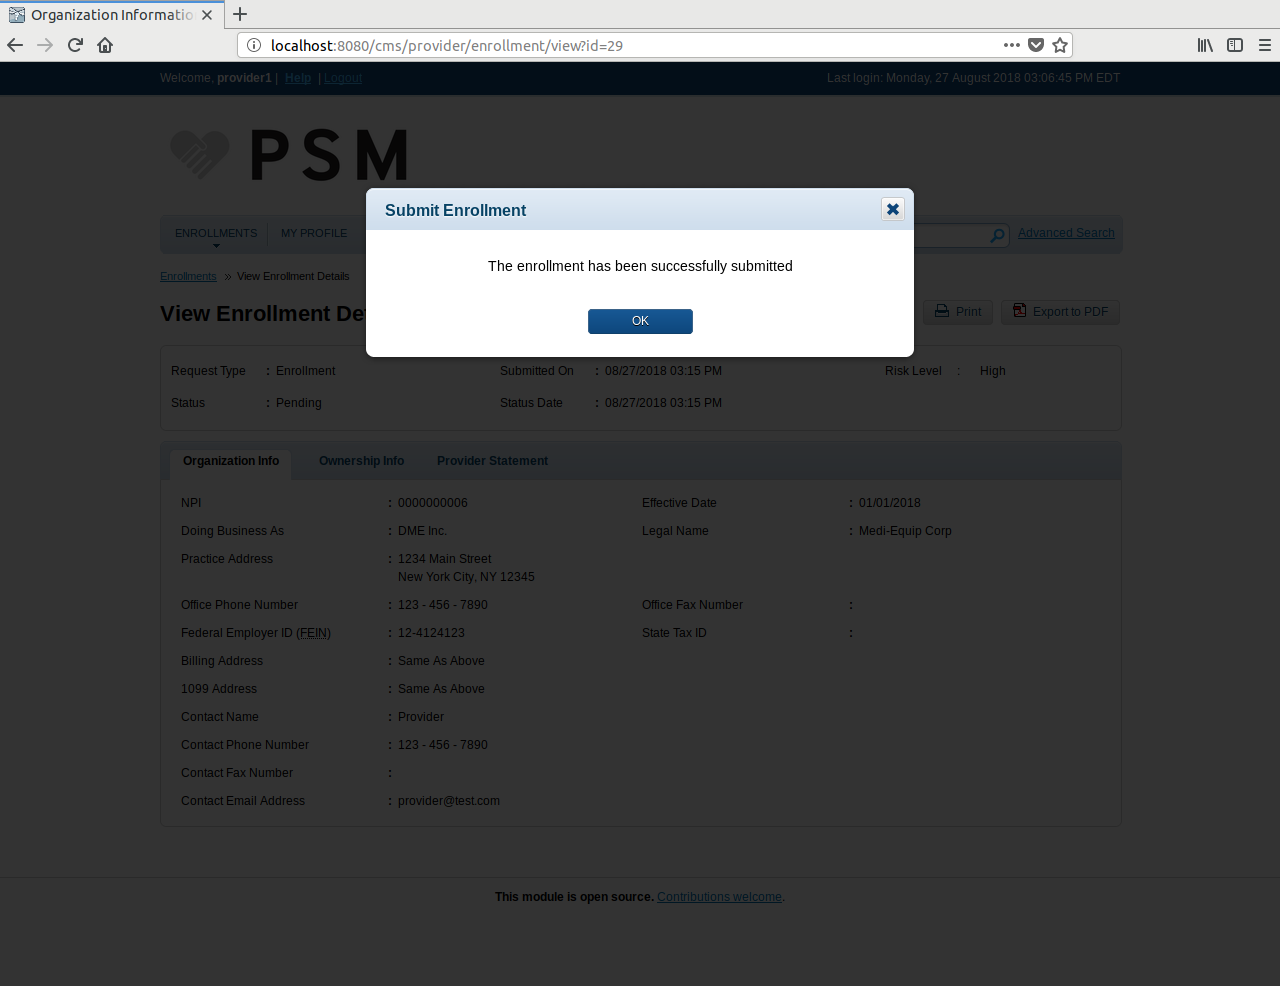 Organization Informatio
localhost:8080/cms/provider/enrollment/view?id=29
Welcome, provider1 | Help | Logout
Last login: Monday, 27 August 2018 03:06:45 PM EDT
PSM
Submit Enrollment
ENROLLMENTS MY PROFILE
Advanced Search
The enrollment has been successfully submitted
Enrollments » View Enrollment Details
OK
View Enrollment De
Print Export to PDF
Request Type : Enrollment Submitted On : 08/27/2018 03:15 PM Risk Level : High
Status : Pending Status Date : 08/27/2018 03:15 PM
Organization Info Ownership Info Provider Statement
NPI : 0000000006 Effective Date : 01/01/2018
Doing Business As : DME Inc. Legal Name : Medi-Equip Corp
Practice Address : 1234 Main Street
New York City, NY 12345
Office Phone Number : 123 - 456 - 7890 Office Fax Number :
Federal Employer ID (FEIN) : 12-4124123 State Tax ID :
Billing Address : Same As Above
1099 Address : Same As Above
Contact Name : Provider
Contact Phone Number : 123 - 456 - 7890
Contact Fax Number :
Contact Email Address : provider@test.com
This module is open source. Contributions welcome.